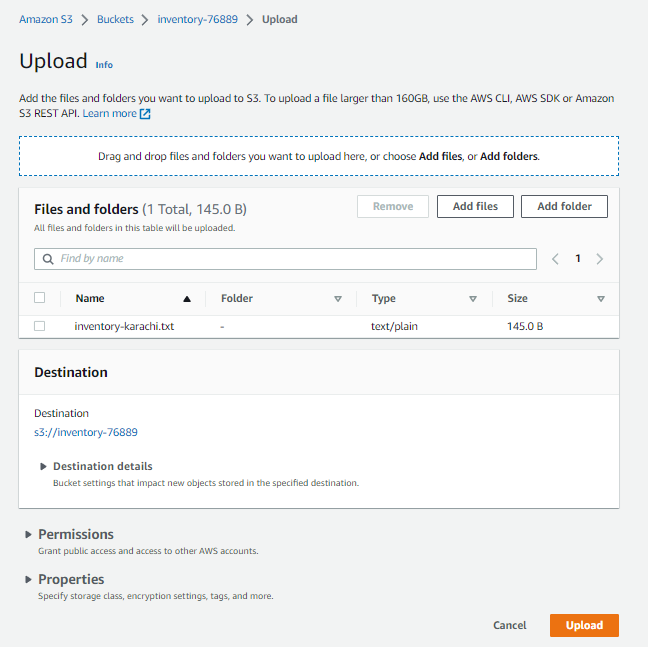 Amazon S3 > Buckets > inventory-76889 > Upload
Upload Info
Add the files and folders you want to upload to S3. To upload a file larger than 160GB, use the AWS CLI, AWS SDK or Amazon
S3 REST API. Learn more
Drag and drop files and folders you want to upload here, or choose Add files, or Add folders.
Files and folders (1 Total, 145.0 B) Remove Add files Add folder
All files and folders in this table will be uploaded.
Find by name < 1 >
Name Folder Type Size
inventory-karachi.txt - text/plain 145.0 B
Destination
Destination
s3://inventory-76889
Destination details
Bucket settings that impact new objects stored in the specified destination.
Permissions
Grant public access and access to other AWS accounts.
Properties
Specify storage class, encryption settings, tags, and more.
Cancel Upload